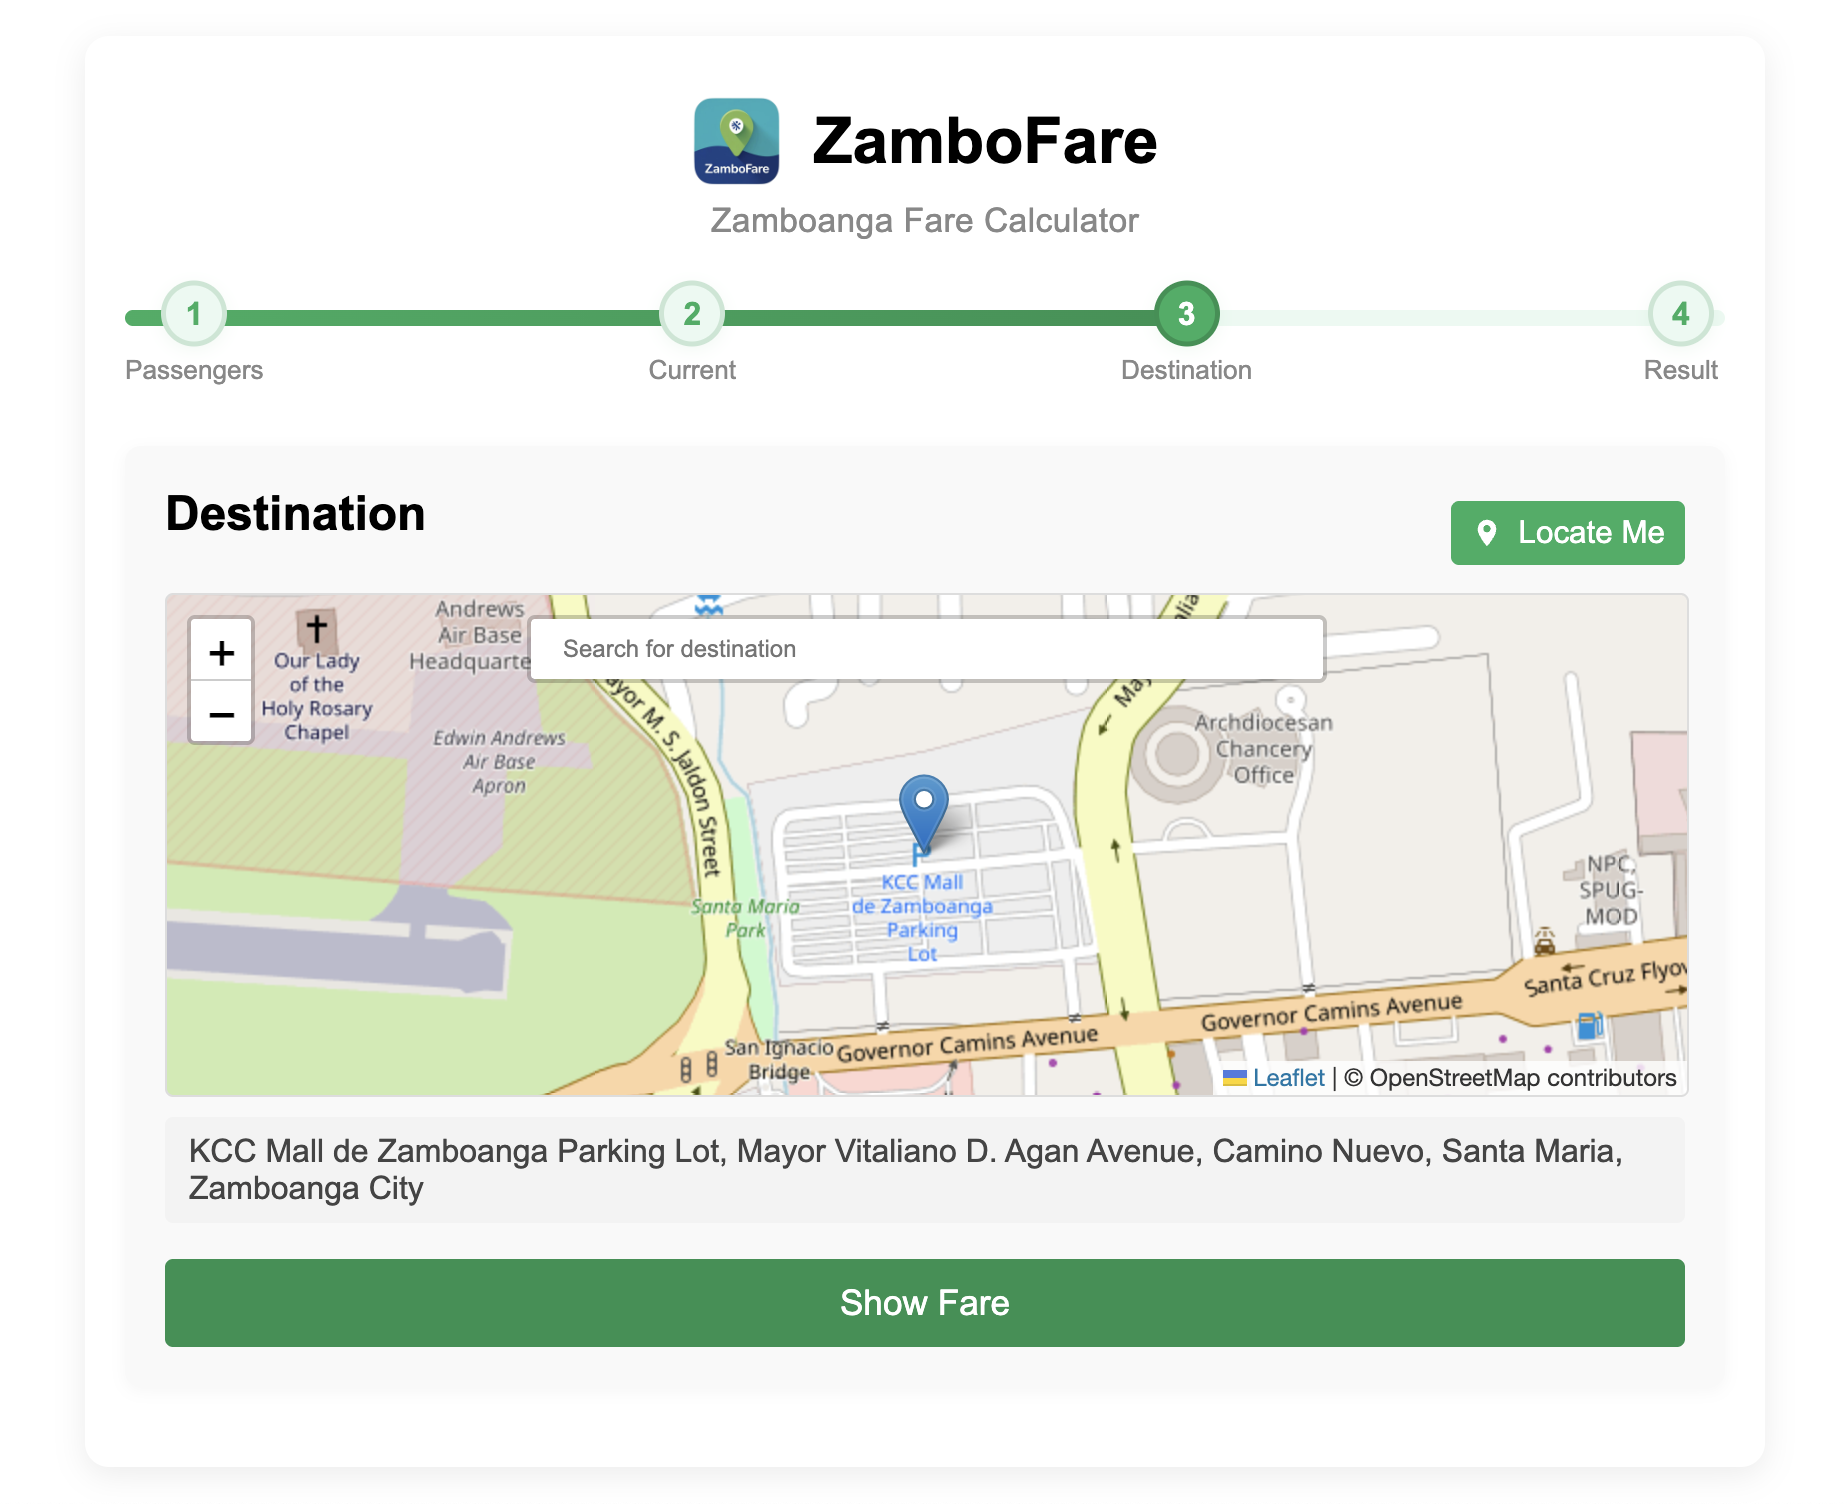 ZamboFare
ZamboFare
Zamboanga Fare Calculator
1
2
3
4
Passengers
Current
Destination
Result
Destination
Locate Me
+
−
Search for destination
Our Lady
of the
Holy Rosary
Chapel
Andrews
Air Base
Edwin Andrews
Air Base
Apron
M. S. Jaldon Street
Santa Maria
Park
P
KCC Mall
de Zamboanga
Parking
Lot
Archdiocesan
Chancery
Office
NPC,
SPUG-
MOD
Santa Cruz
Governor Camins Avenue
Governor Camins Avenue
San Ignacio
Bridge
Leaflet | © OpenStreetMap contributors
KCC Mall de Zamboanga Parking Lot, Mayor Vitaliano D. Agan Avenue, Camino Nuevo, Santa Maria,
Zamboanga City
Show Fare